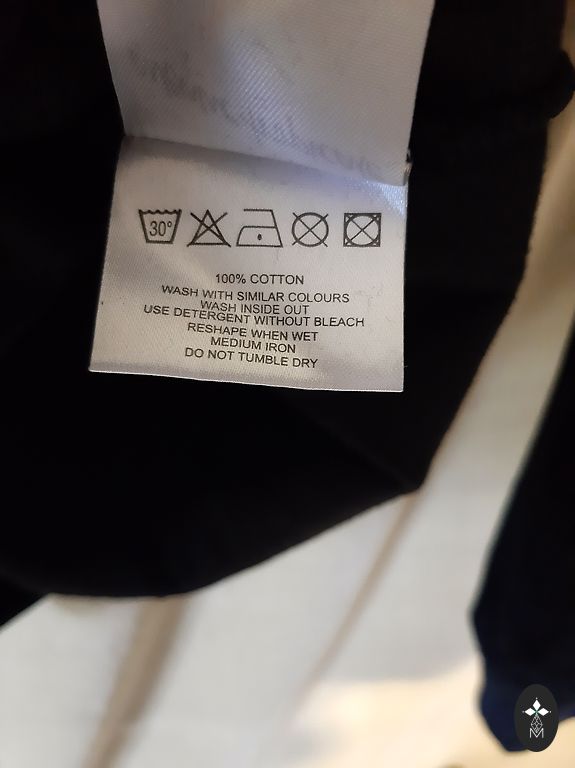 30°
100% COTTON
WASH WITH SIMILAR COLOURS
WASH INSIDE OUT
USE DETERGENT WITHOUT BLEACH
RESHAPE WHEN WET
MEDIUM IRON
DO NOT TUMBLE DRY
M